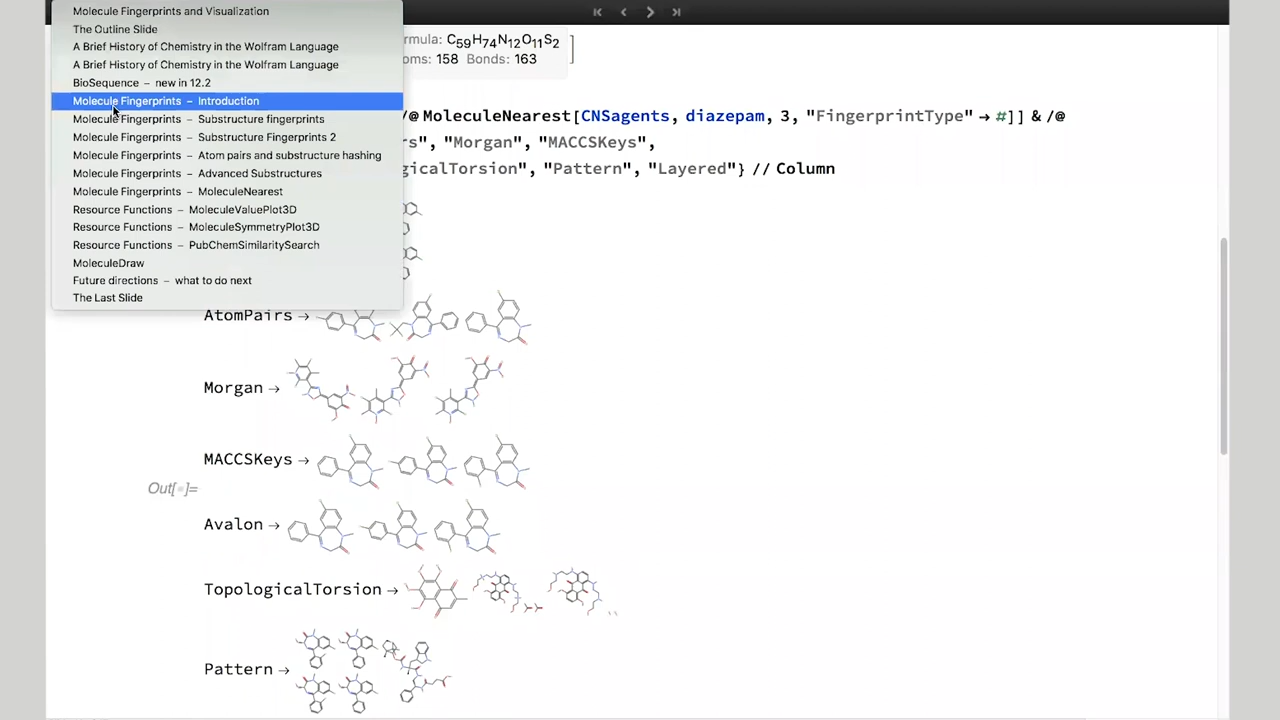 Molecule Fingerprints and Visualization
The Outline Slide
A Brief History of Chemistry in the Wolfram Language
A Brief History of Chemistry in the Wolfram Language
BioSequence – new in 12.2
Molecule Fingerprints – Introduction
Molecule Fingerprints – Substructure fingerprints
Molecule Fingerprints – Substructure Fingerprints 2
Molecule Fingerprints – Atom pairs and substructure hashing
Molecule Fingerprints – Advanced Substructures
Molecule Fingerprints – MoleculeNearest
Resource Functions – MoleculeValuePlot3D
Resource Functions – MoleculeSymmetryPlot3D
Resource Functions – PubChemSimilaritySearch
MoleculeDraw
Future directions – what to do next
The Last Slide
rmula: C59H74N12O11S2
oms: 158 Bonds: 163
/@ MoleculeNearest[CNSagents, diazepam, 3, "FingerprintType" → #]] & /@
rs", "Morgan", "MACCSKeys",
gicalTorsion", "Pattern", "Layered"} // Column
AtomPairs →
Morgan →
MACCSKeys →
Out[ ]=
Avalon →
TopologicalTorsion →
Pattern →